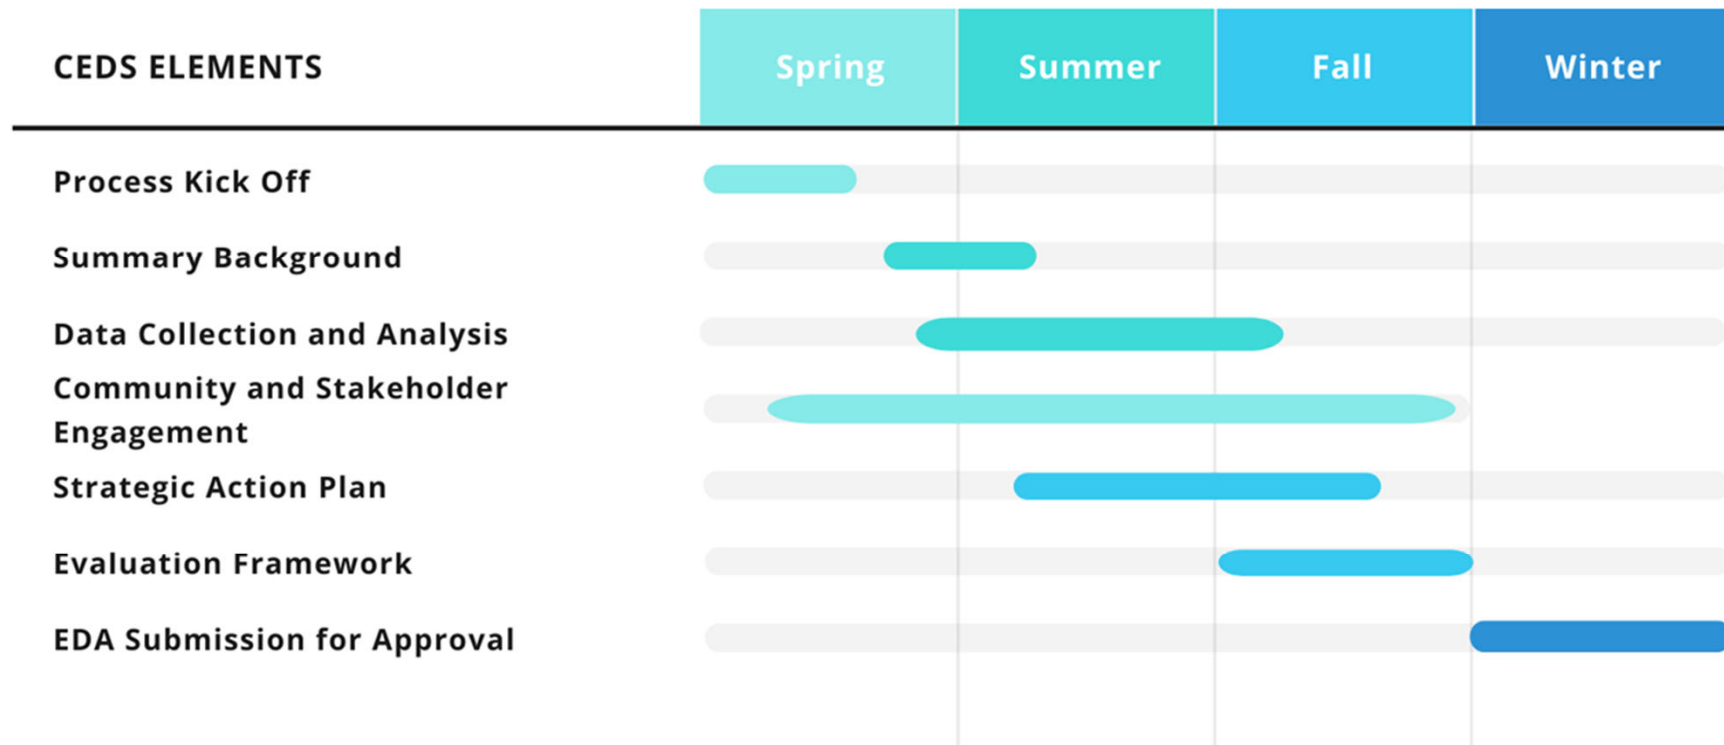 CEDS ELEMENTS
Spring
Summer
Fall
Winter
Process Kick Off
Summary Background
Data Collection and Analysis
Community and Stakeholder
Engagement
Strategic Action Plan
Evaluation Framework
EDA Submission for Approval